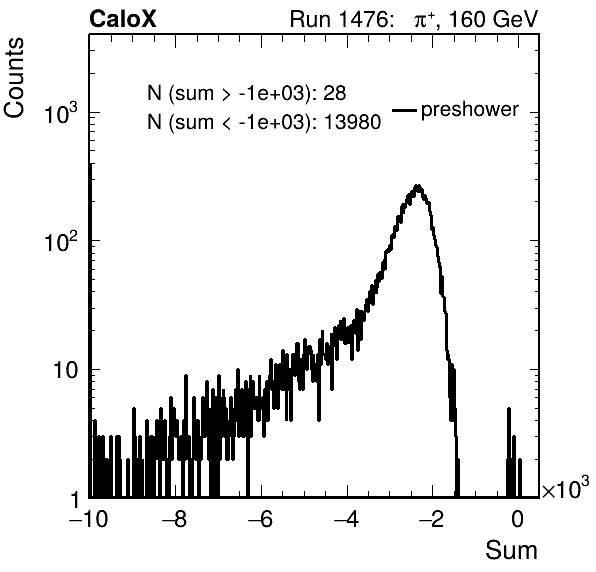 CaloX Run 1476: π⁺, 160 GeV
Counts
N (sum > -1e+03): 28
N (sum < -1e+03): 13980
preshower
10³
10²
10
1
−10 −8 −6 −4 −2 0
×10³
Sum